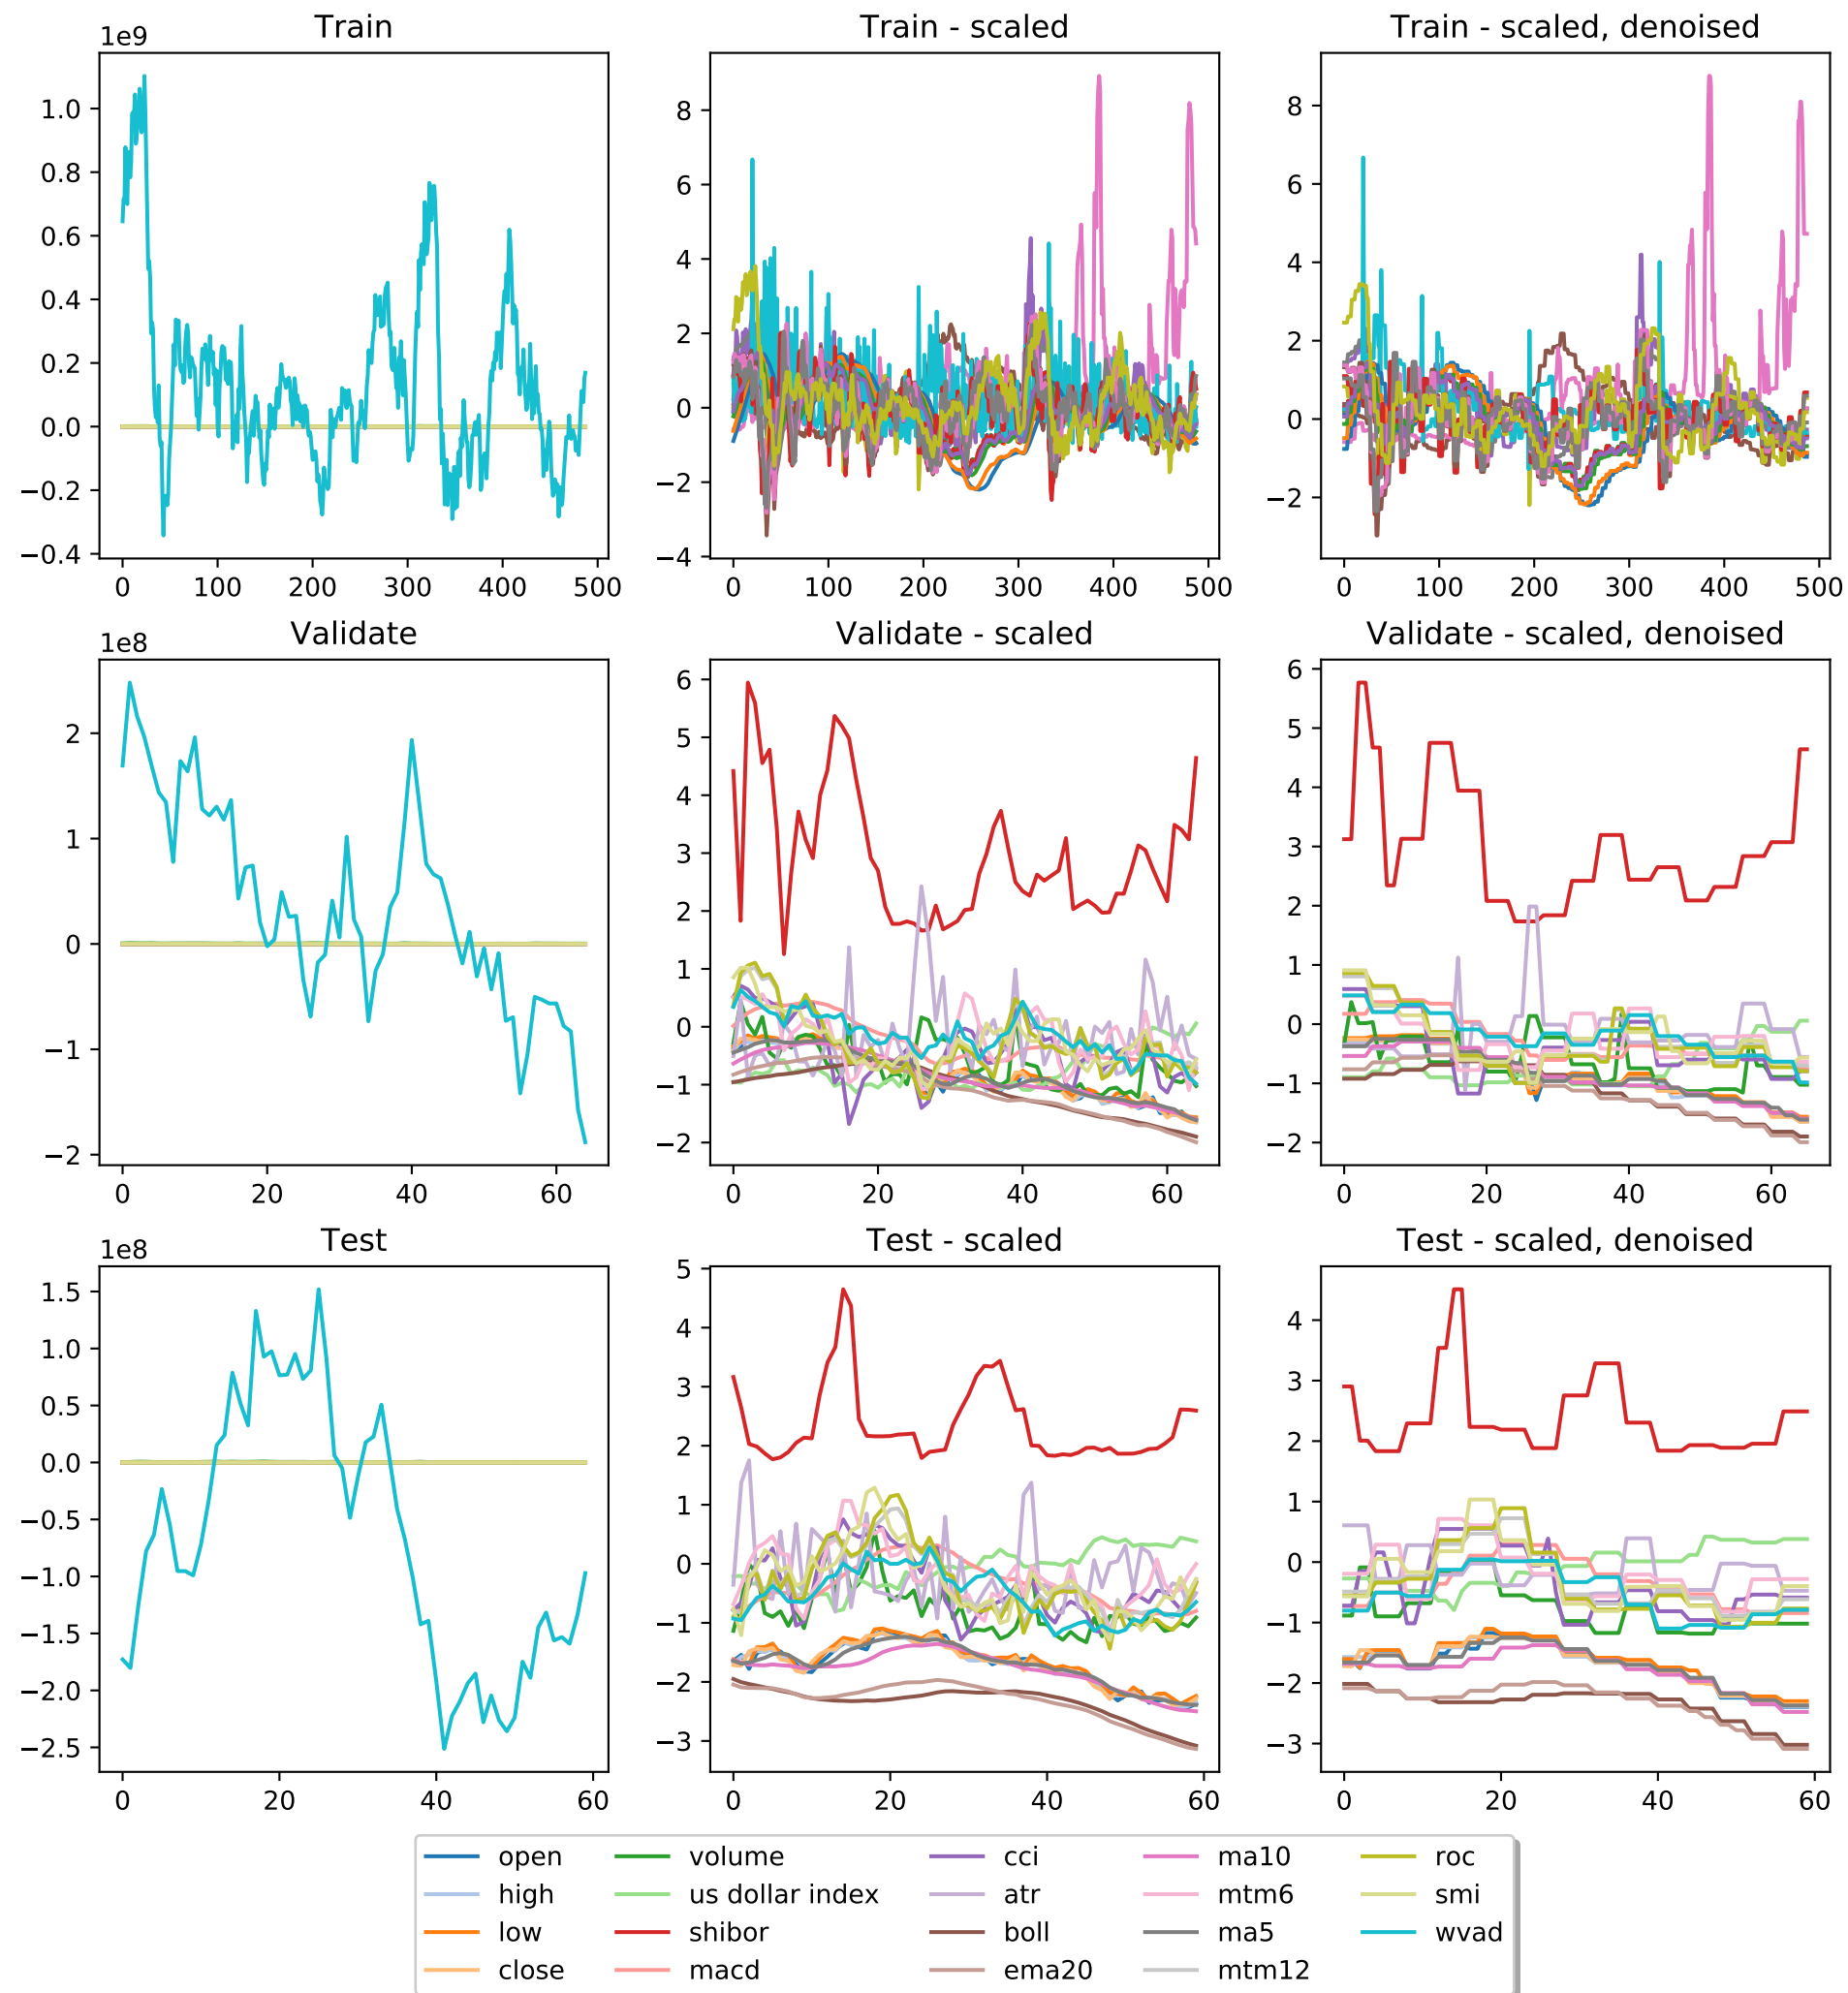 Train
1e9
1.0
0.8
0.6
0.4
0.2
0.0
−0.2
−0.4
0 100 200 300 400 500
Train - scaled
8
6
4
2
0
−2
−4
0 100 200 300 400 500
Train - scaled, denoised
8
6
4
2
0
−2
0 100 200 300 400 500
Validate
1e8
2
1
0
−1
−2
0 20 40 60
Validate - scaled
6
5
4
3
2
1
0
−1
−2
0 20 40 60
Validate - scaled, denoised
6
5
4
3
2
1
0
−1
−2
0 20 40 60
Test
1e8
1.5
1.0
0.5
0.0
−0.5
−1.0
−1.5
−2.0
−2.5
0 20 40 60
Test - scaled
5
4
3
2
1
0
−1
−2
−3
0 20 40 60
Test - scaled, denoised
4
3
2
1
0
−1
−2
−3
0 20 40 60
open
high
low
close
volume
us dollar index
shibor
macd
cci
atr
boll
ema20
ma10
mtm6
ma5
mtm12
roc
smi
wvad